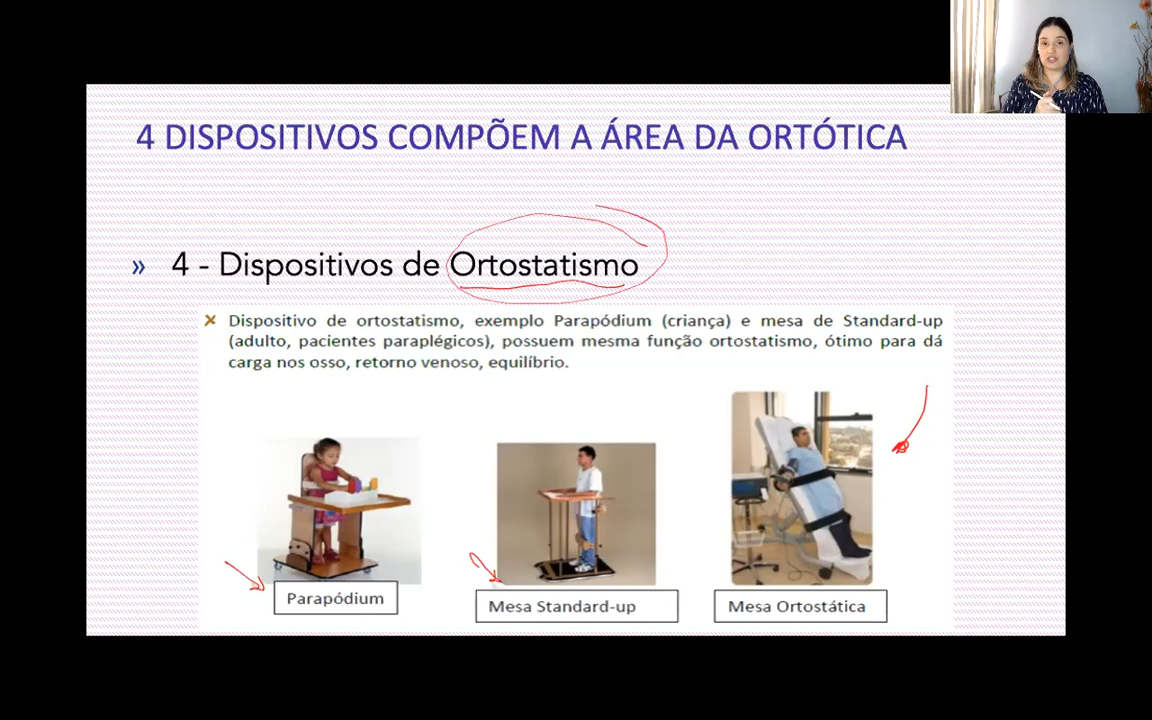 4 DISPOSITIVOS COMPÕEM A ÁREA DA ORTÓTICA
» 4 - Dispositivos de Ortostatismo
Dispositivo de ortostatismo, exemplo Parapódium (criança) e mesa de Standard-up
(adulto, pacientes paraplégicos), possuem mesma função ortostatismo, ótimo para dá
carga nos osso, retorno venoso, equilíbrio.
Parapódium
Mesa Standard-up
Mesa Ortostática